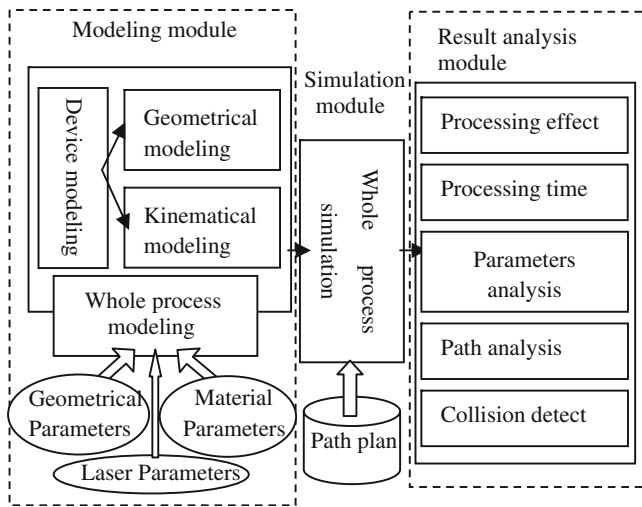 Modeling module
Device modeling
Geometrical
modeling
Kinematical
modeling
Whole process
modeling
Geometrical
Parameters
Material
Parameters
Laser Parameters
Simulation
module
Whole process
simulation
Path plan
Result analysis
module
Processing effect
Processing time
Parameters
analysis
Path analysis
Collision detect